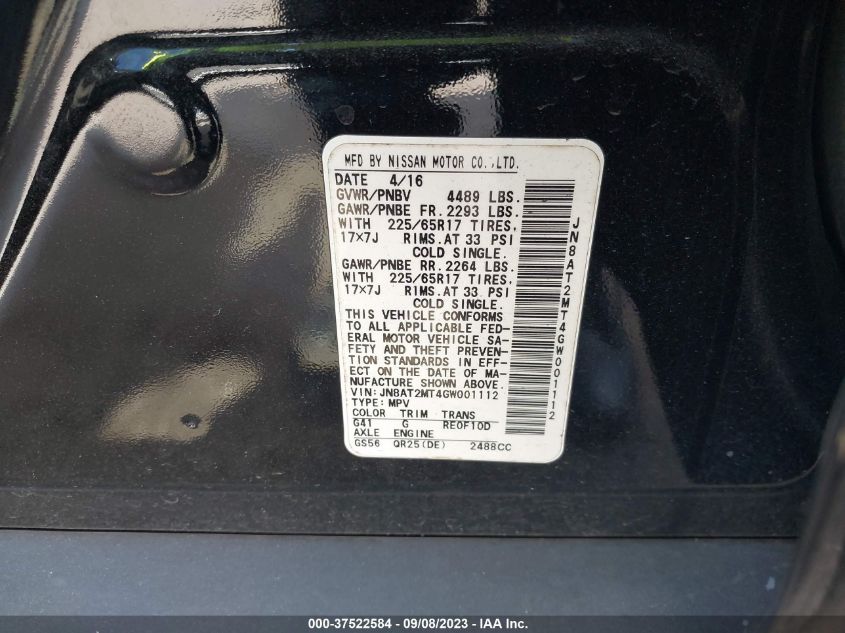 MFD BY NISSAN MOTOR CO.,LTD.
DATE 4/16
GVWR/PNBV 4489 LBS.
GAWR/PNBE FR. 2293 LBS.
WITH 225/65R17 TIRES,
17×7J RIMS.AT 33 PSI
COLD SINGLE.
GAWR/PNBE RR. 2264 LBS.
WITH 225/65R17 TIRES,
17×7J RIMS.AT 33 PSI
COLD SINGLE.
THIS VEHICLE CONFORMS
TO ALL APPLICABLE FED-
ERAL MOTOR VEHICLE SA-
FETY AND THEFT PREVEN-
TION STANDARDS IN EFF-
ECT ON THE DATE OF MA-
NUFACTURE SHOWN ABOVE.
VIN: JN8AT2MT4GW001112
TYPE: MPV
COLOR TRIM TRANS
G41 G RE0F10D
AXLE ENGINE
GS56 QR25(DE) 2488CC
JN8AT2MT4GW001112
000-37522584 - 09/08/2023 - IAA Inc.